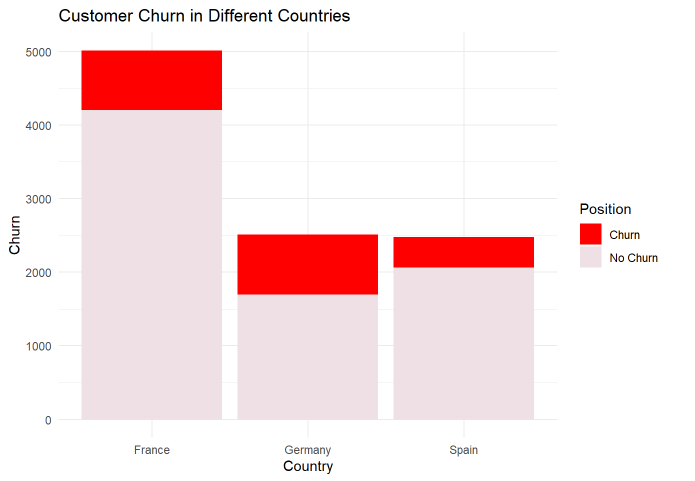 Customer Churn in Different Countries
Churn
5000
4000
3000
2000
1000
0
France
Germany
Spain
Country
Position
Churn
No Churn